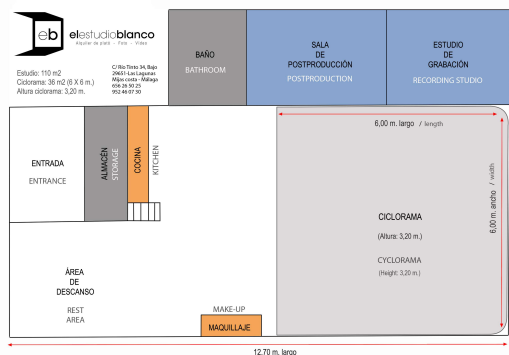 eb
elestudioblanco
Alquiler de plató - Foto - Vídeo
Estudio: 110 m2
Ciclorama: 36 m2 (6 X 6 m.)
Altura ciclorama: 3,20 m.
C/ Río Tinto 34, Bajo
29651-Las Lagunas
Mijas costa - Málaga
656 26 50 25
952 46 07 50
BAÑO
BATHROOM
SALA
DE
POSTPRODUCCIÓN
POSTPRODUCTION
ESTUDIO
DE
GRABACIÓN
RECORDING STUDIO
ENTRADA
ENTRANCE
ALMACÉN
STORAGE
COCINA
KITCHEN
6,00 m. largo / length
6,00 m. ancho / width
CICLORAMA
(Altura: 3,20 m.)
CYCLORAMA
(Height: 3,20 m.)
ÁREA
DE
DESCANSO
REST
AREA
MAKE-UP
MAQUILLAJE
12.70 m. largo